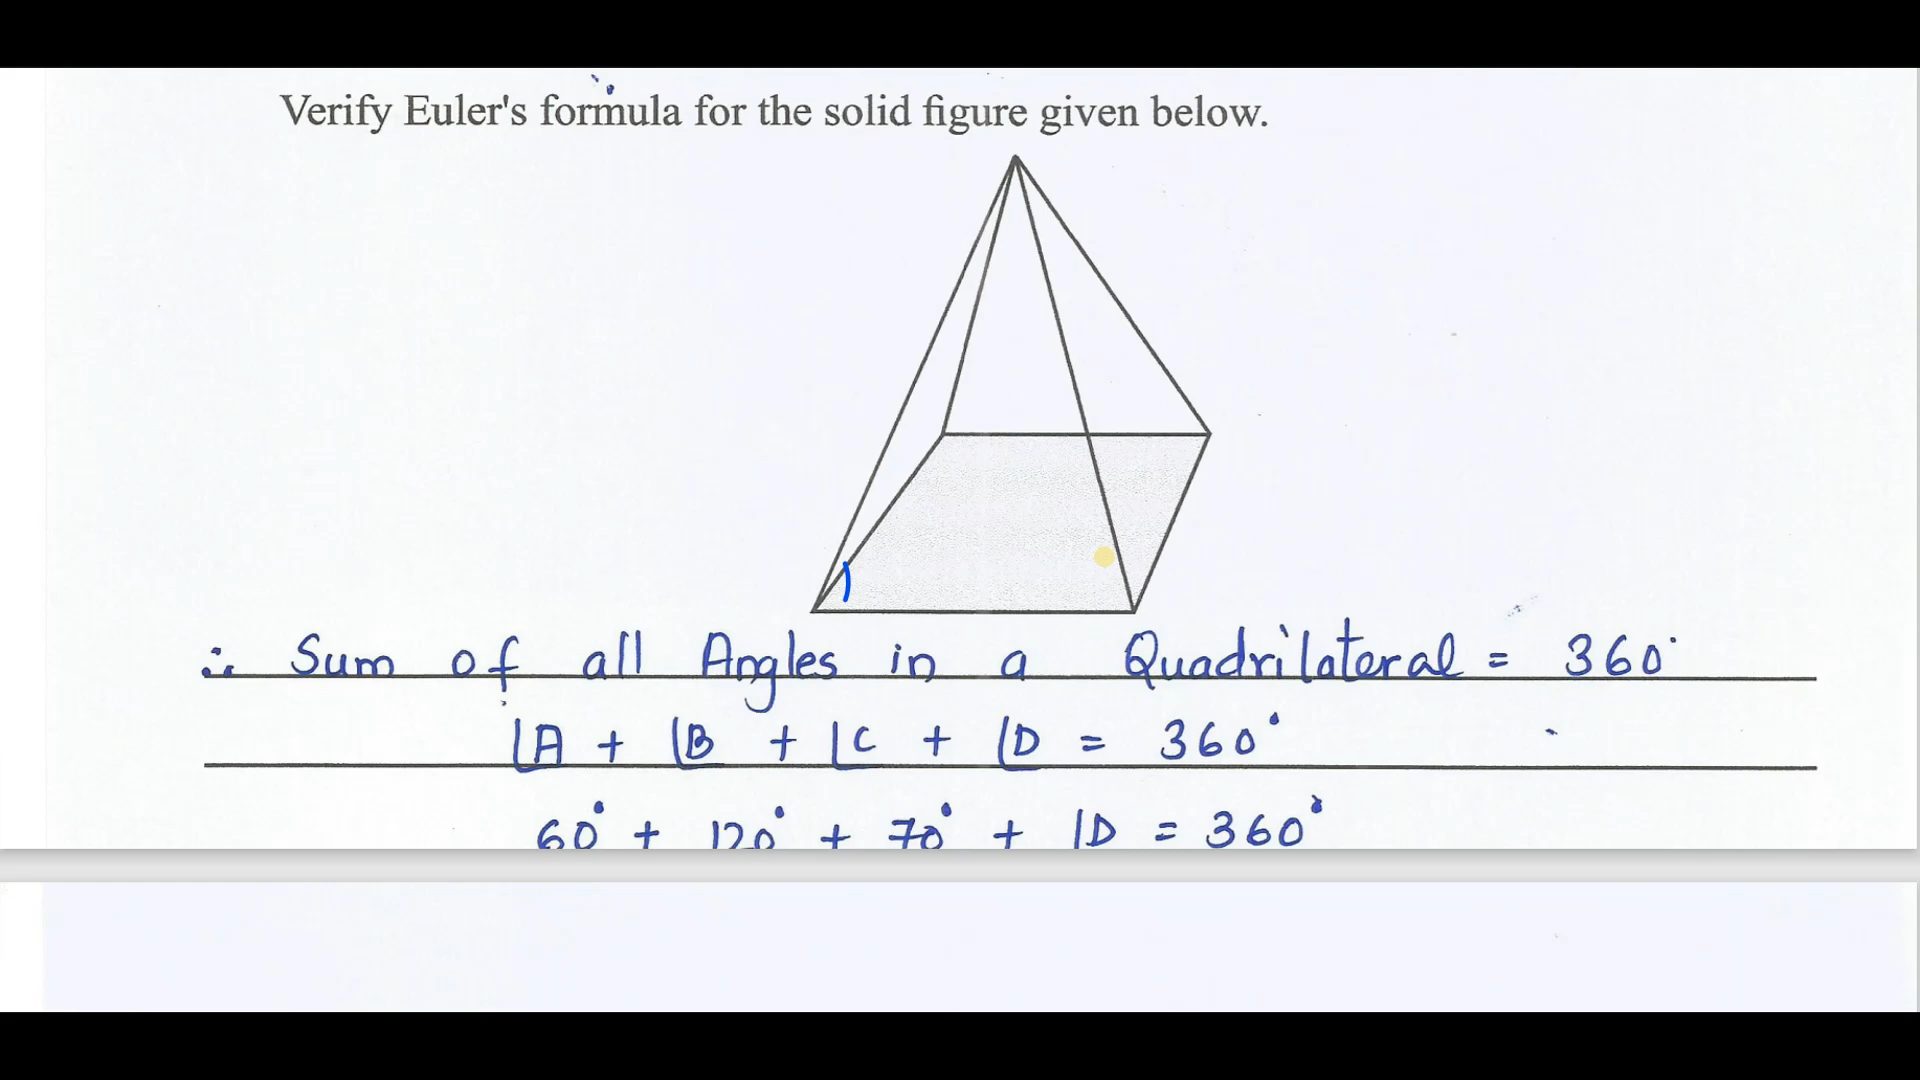 Verify Euler's formula for the solid figure given below.
∴ Sum of all Angles in a Quadrilateral = 360°
∠A + ∠B + ∠C + ∠D = 360°
60° + 120° + 70° + ∠D = 360°